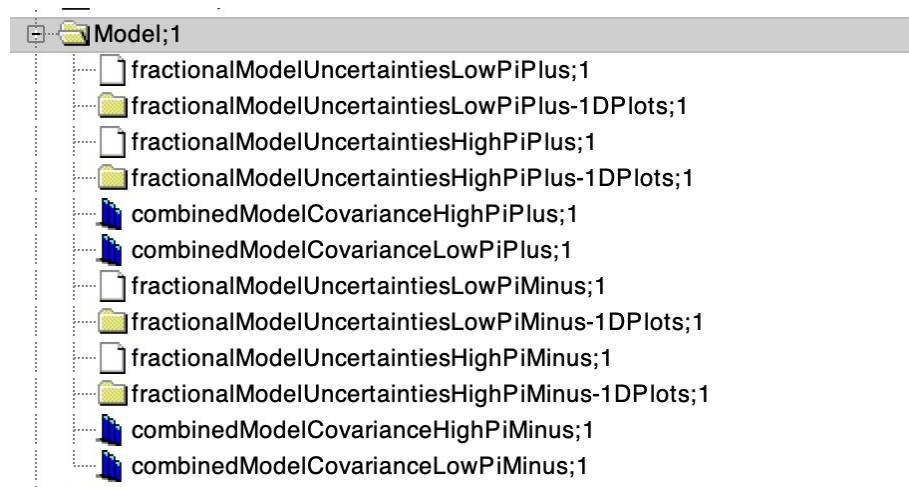 Model;1
fractionalModelUncertaintiesLowPiPlus;1
fractionalModelUncertaintiesLowPiPlus-1DPlots;1
fractionalModelUncertaintiesHighPiPlus;1
fractionalModelUncertaintiesHighPiPlus-1DPlots;1
combinedModelCovarianceHighPiPlus;1
combinedModelCovarianceLowPiPlus;1
fractionalModelUncertaintiesLowPiMinus;1
fractionalModelUncertaintiesLowPiMinus-1DPlots;1
fractionalModelUncertaintiesHighPiMinus;1
fractionalModelUncertaintiesHighPiMinus-1DPlots;1
combinedModelCovarianceHighPiMinus;1
combinedModelCovarianceLowPiMinus;1